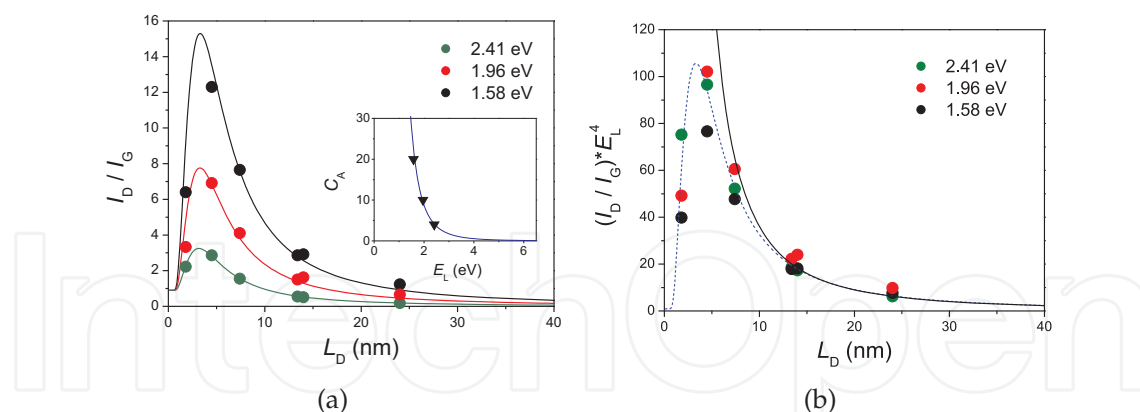 16
14
12
10
8
6
4
2
0
I_D / I_G
0 10 20 30 40
L_D (nm)
2.41 eV
1.96 eV
1.58 eV
30
20
10
0
C_A
0 2 4 6
E_L (eV)
(a)
120
100
80
60
40
20
0
(I_D / I_G)*E_L^4
0 10 20 30 40
L_D (nm)
2.41 eV
1.96 eV
1.58 eV
(b)
IntechOpen